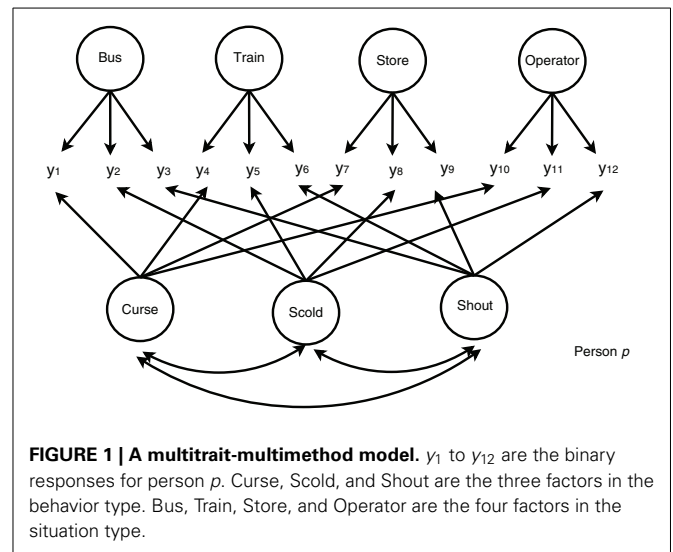 Bus Train Store Operator
y1 y2 y3 y4 y5 y6 y7 y8 y9 y10 y11 y12
Curse Scold Shout
Person p
FIGURE 1 | A multitrait-multimethod model. y1 to y12 are the binary
responses for person p. Curse, Scold, and Shout are the three factors in the
behavior type. Bus, Train, Store, and Operator are the four factors in the
situation type.